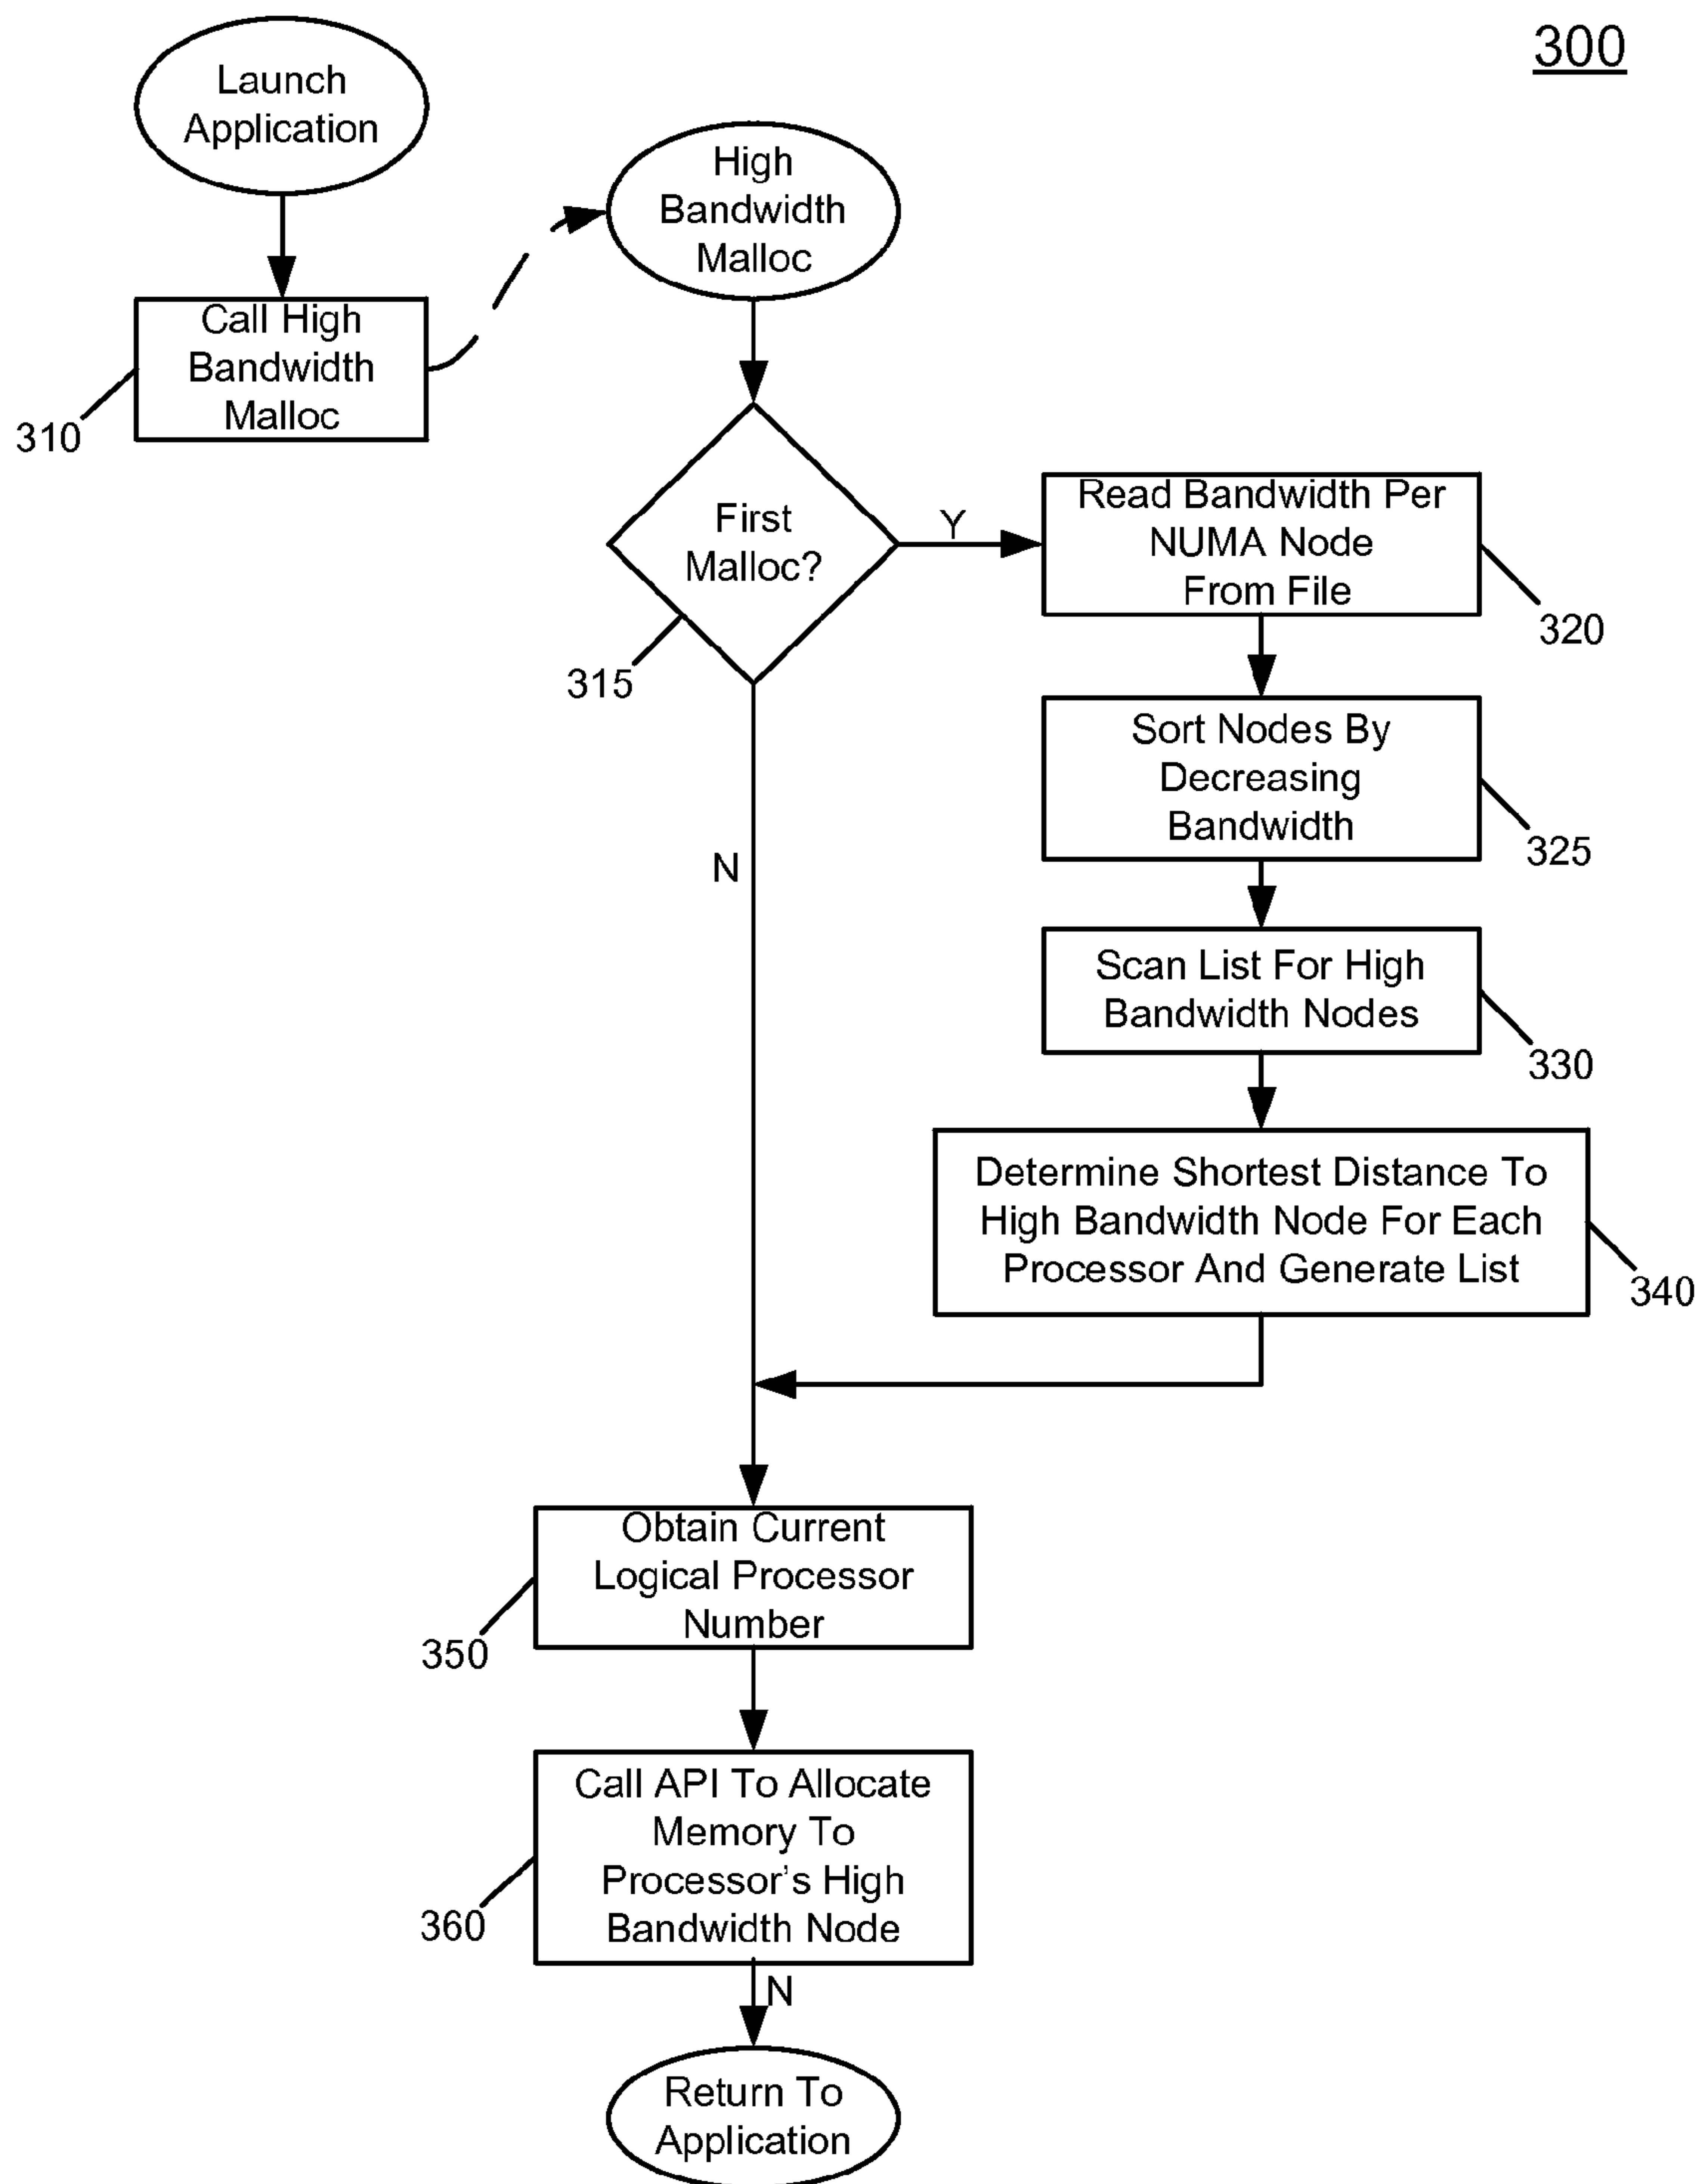 300
Launch
Application
High
Bandwidth
Malloc
Call High
Bandwidth
Malloc
310
First
Malloc?
315
Y
Read Bandwidth Per
NUMA Node
From File
320
Sort Nodes By
Decreasing
Bandwidth
325
N
Scan List For High
Bandwidth Nodes
330
Determine Shortest Distance To
High Bandwidth Node For Each
Processor And Generate List
340
Obtain Current
Logical Processor
Number
350
Call API To Allocate
Memory To
Processor's High
Bandwidth Node
360
N
Return To
Application